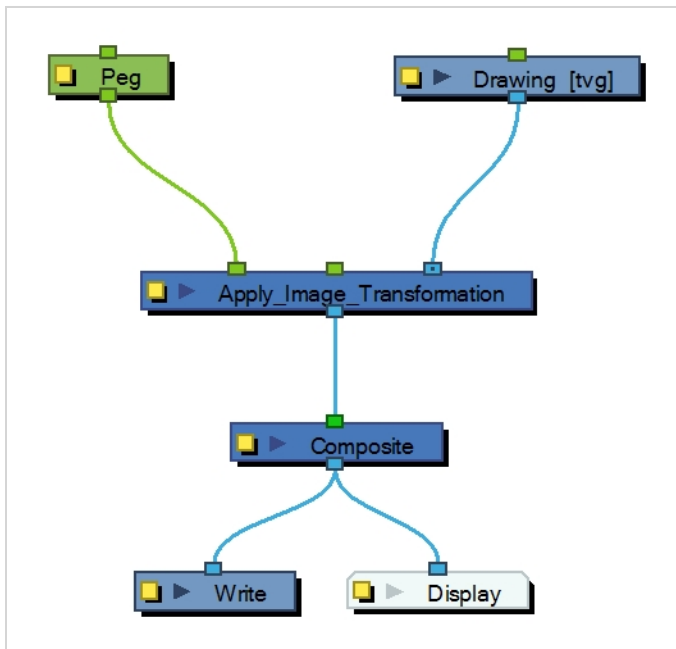 Peg
Drawing [tvg]
Apply_Image_Transformation
Composite
Write
Display